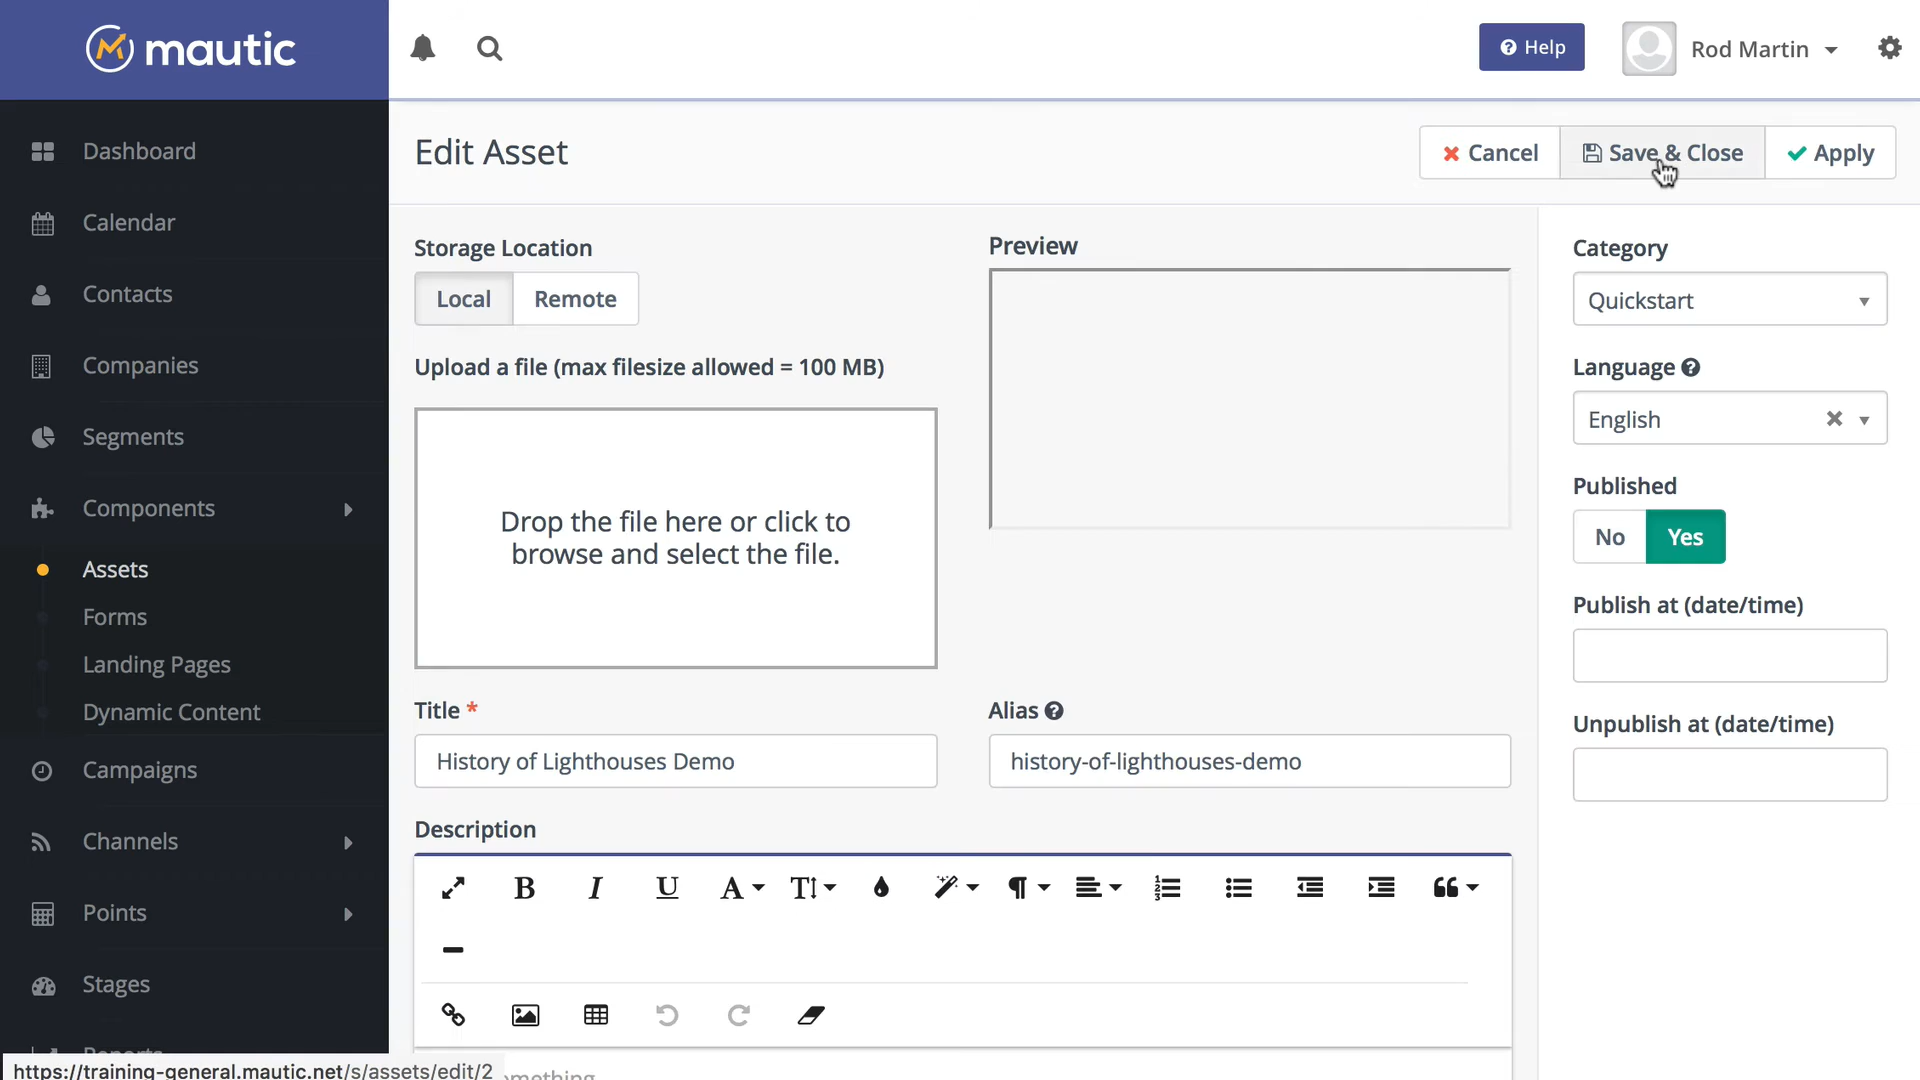 mautic
Help
Rod Martin
Dashboard
Calendar
Contacts
Companies
Segments
Components
Assets
Forms
Landing Pages
Dynamic Content
Campaigns
Channels
Points
Stages
Reports
Edit Asset
Cancel
Save & Close
Apply
Storage Location
Local
Remote
Upload a file (max filesize allowed = 100 MB)
Drop the file here or click to
browse and select the file.
Preview
Title *
History of Lighthouses Demo
Alias
history-of-lighthouses-demo
Description
Category
Quickstart
Language
English
Published
No
Yes
Publish at (date/time)
Unpublish at (date/time)
https://training-general.mautic.net/s/assets/edit/2